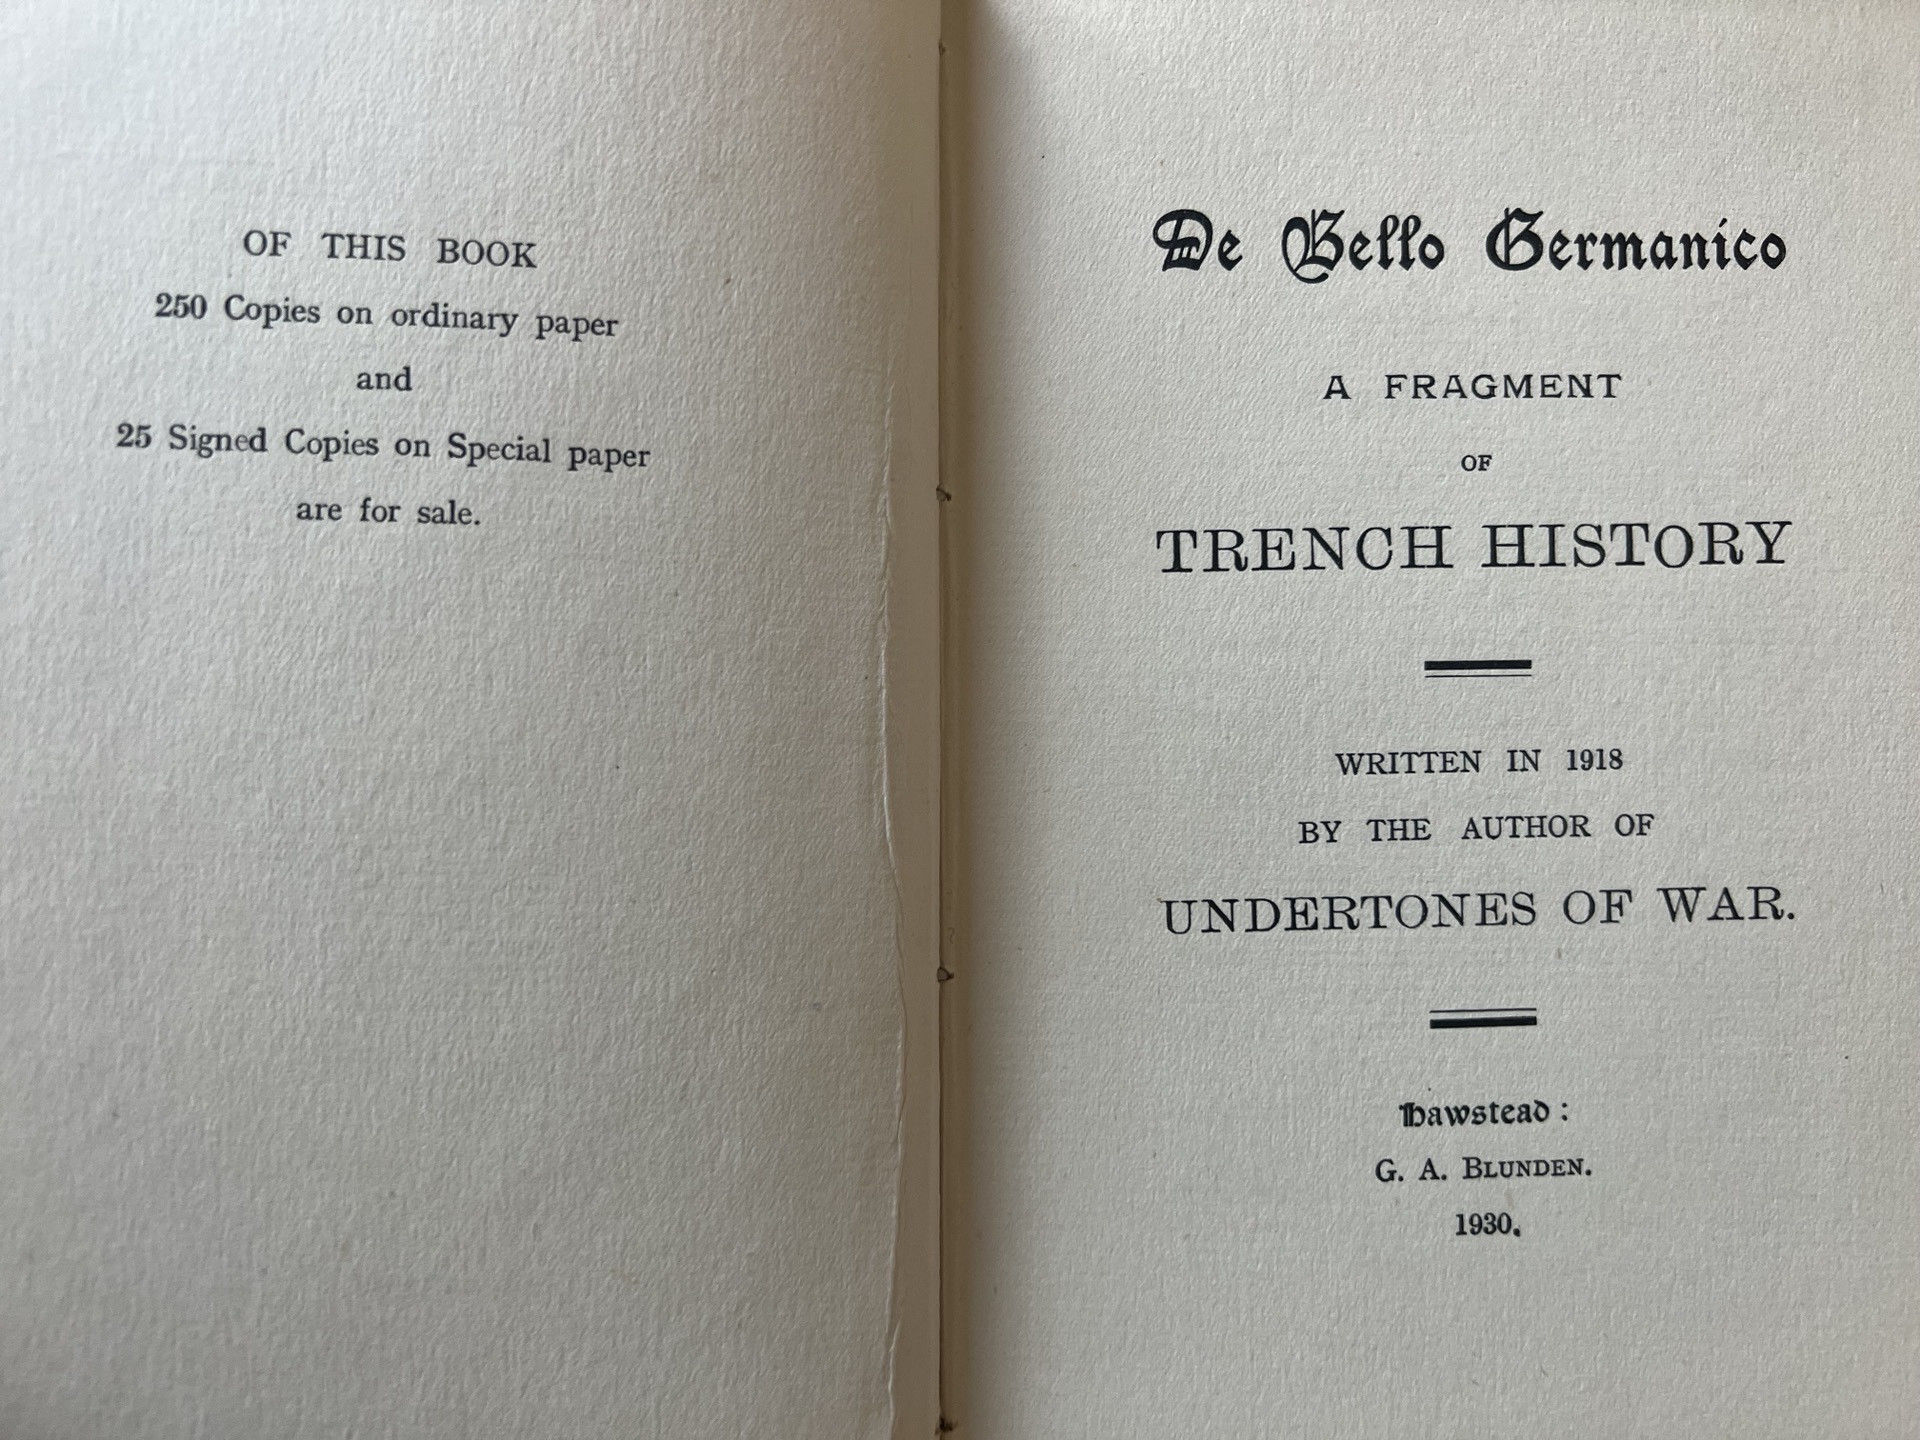 OF THIS BOOK
250 Copies on ordinary paper
and
25 Signed Copies on Special paper
are for sale.
De Bello Germanico
A FRAGMENT
OF
TRENCH HISTORY
WRITTEN IN 1918
BY THE AUTHOR OF
UNDERTONES OF WAR.
Hawstead:
G. A. BLUNDEN.
1930.